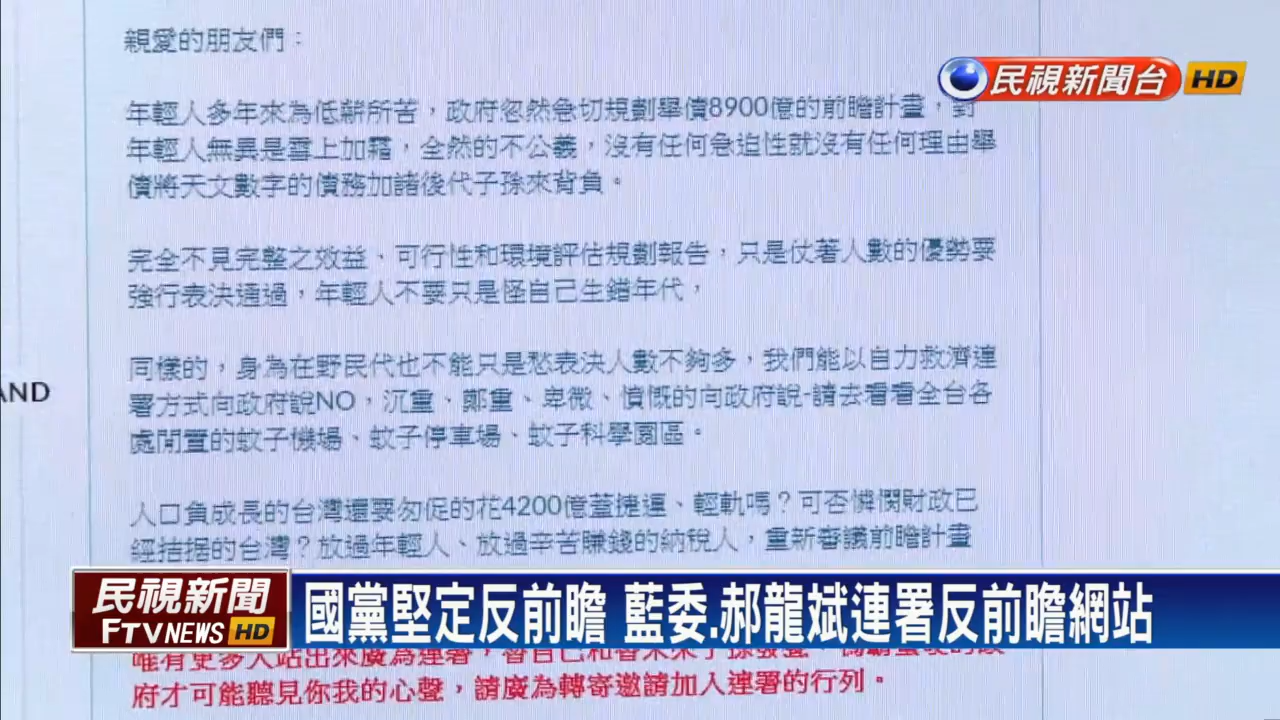 親愛的朋友們：
民視新聞台 HD
年輕人多年來為低薪所苦，政府忽然急切規劃舉債8900億的前瞻計畫，對
年輕人無異是雪上加霜，全然的不公義，沒有任何急迫性就沒有任何理由舉
債將天文數字的債務加諸後代子孫來背負。
完全不見完整之效益、可行性和環境評估規劃報告，只是仗著人數的優勢要
強行表決通過，年輕人不要只是怪自己生錯年代，
同樣的，身為在野民代也不能只是愁表決人數不夠多，我們能以自力救濟連
AND
署方式向政府說NO，沉重、鄭重、卑微、憤慨的向政府說-請去看看全台各
處閒置的蚊子機場、蚊子停車場、蚊子科學園區。
人口負成長的台灣還要匆促的花4200億蓋捷運、輕軌嗎？可否憐憫財政已
經拮据的台灣？放過年輕人、放過辛苦賺錢的納稅人，重新審議前瞻計畫
民視新聞
FTVNEWS HD
國黨堅定反前瞻 藍委.郝龍斌連署反前瞻網站
唯有更多人站出來廣為連署，替自己和
府才可能聽見你我的心聲，請廣為轉寄邀請加入連署的行列。